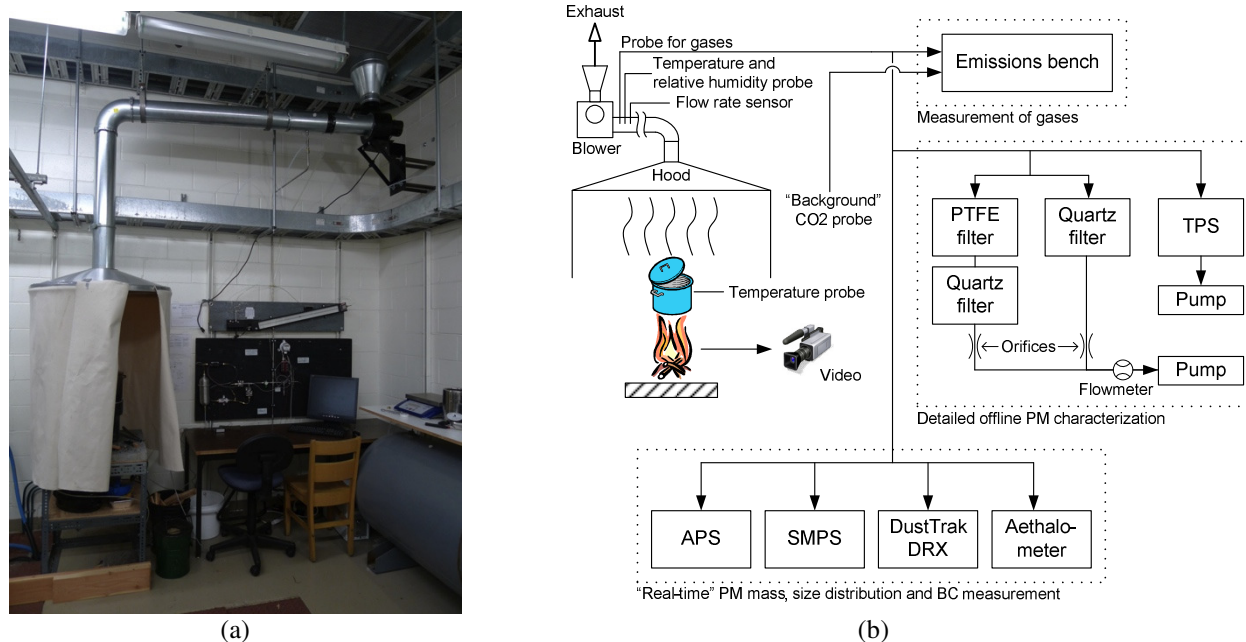 Exhaust
Probe for gases
Temperature and
relative humidity probe
Flow rate sensor
Blower
Hood
"Background"
CO2 probe
Emissions bench
Measurement of gases
PTFE
filter
Quartz
filter
TPS
Quartz
filter
Pump
Orifices
Pump
Flowmeter
Detailed offline PM characterization
Temperature probe
Video
APS
SMPS
DustTrak
DRX
Aethalo-
meter
"Real-time" PM mass, size distribution and BC measurement
(a)
(b)